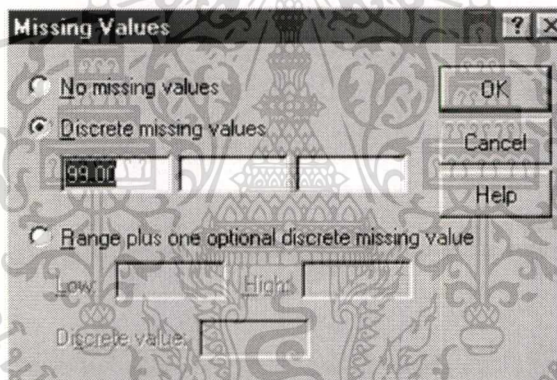 Missing Values
No missing values
OK
Discrete missing values
Cancel
99.00
Help
Range plus one optional discrete missing value
Low: High:
Discrete value: